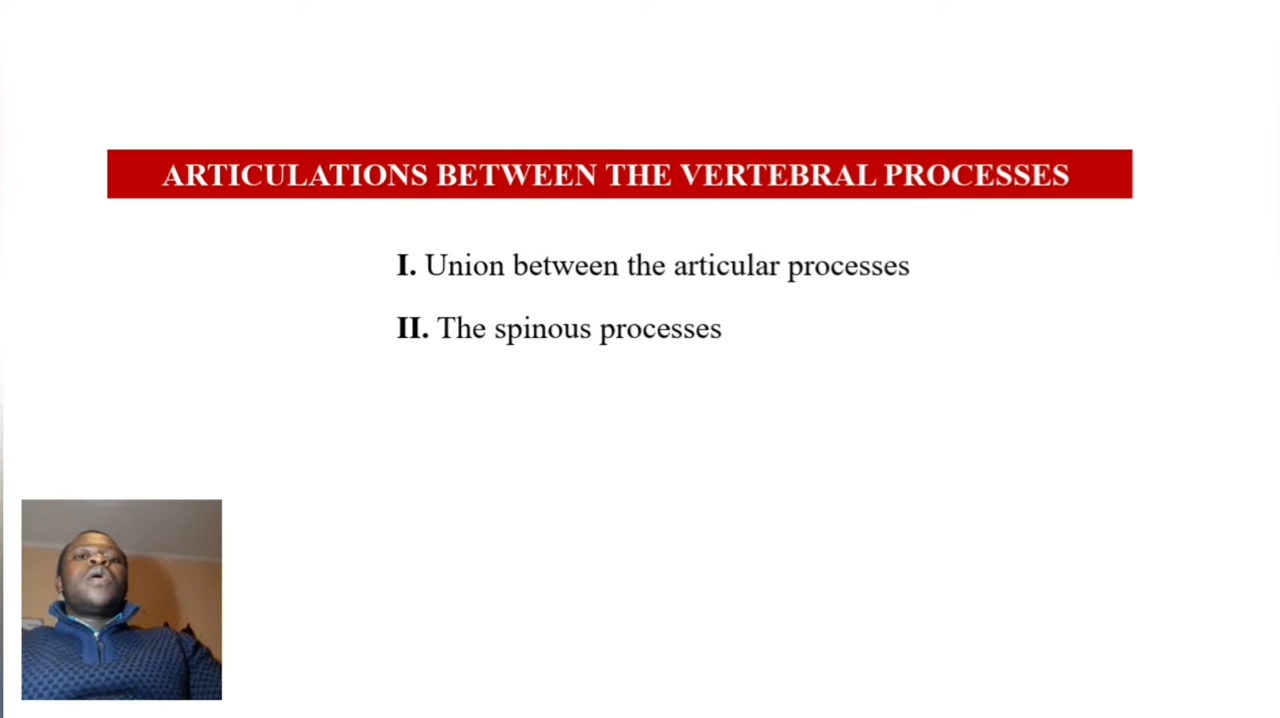 ARTICULATIONS BETWEEN THE VERTEBRAL PROCESSES
I. Union between the articular processes
II. The spinous processes